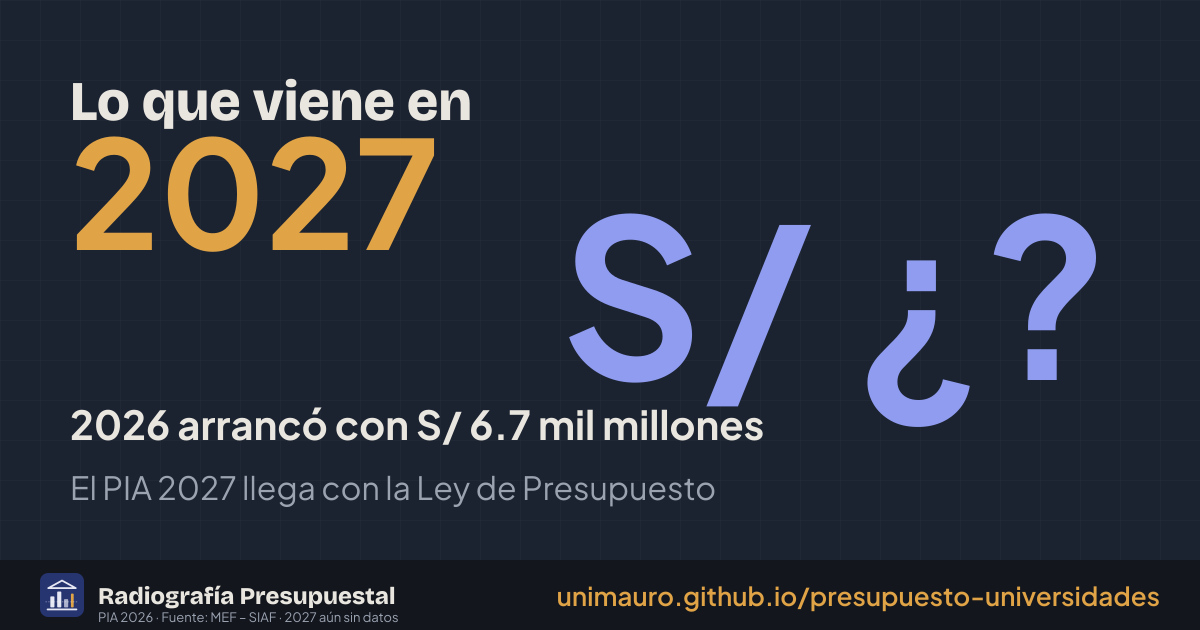 Lo que viene en
2027
S/ ¿?
2026 arrancó con S/ 6.7 mil millones
El PIA 2027 llega con la Ley de Presupuesto
Radiografía Presupuestal
PIA 2026 · Fuente: MEF – SIAF · 2027 aún sin datos
unimauro.github.io/presupuesto-universidades